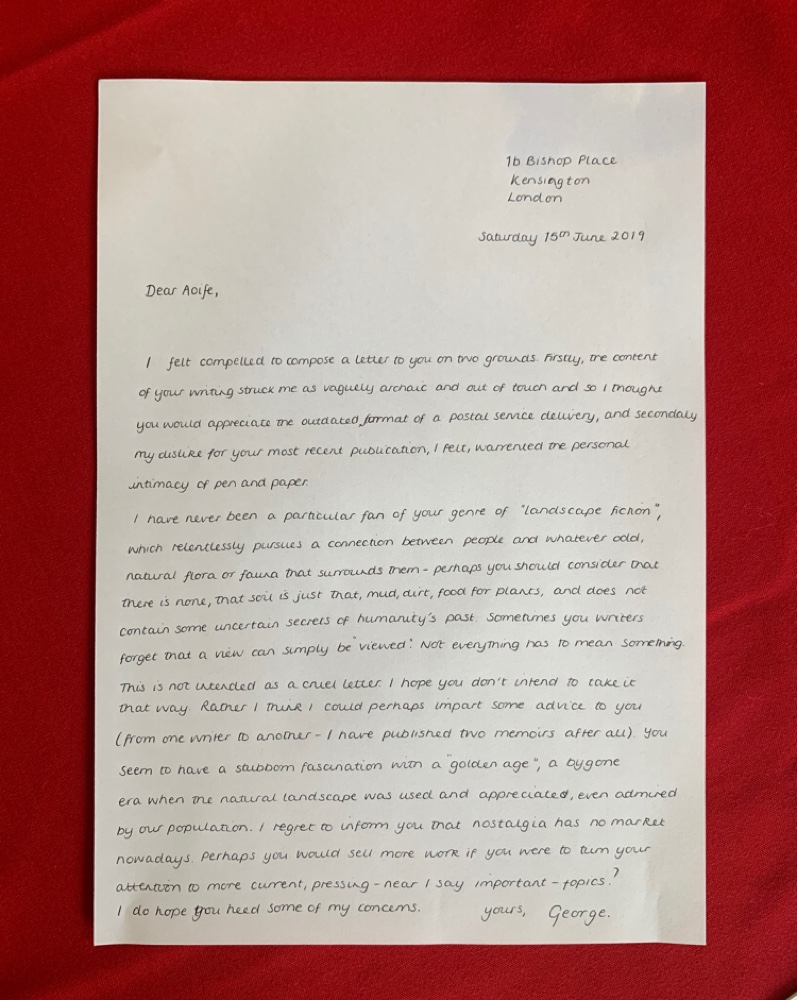 1b Bishop Place
Kensington
London
Saturday 15th June 2019
Dear Aoife,
I felt compelled to compose a letter to you on two grounds. Firstly, the content
of your writing struck me as vaguely archaic and out of touch and so I thought
you would appreciate the outdated format of a postal service delivery, and secondaly
my dislike for your most recent publication, I felt, warrented the personal
intimacy of pen and paper.
I have never been a particular fan of your genre of "landscape fiction",
which relentlessly pursues a connection between people and whatever odd,
natural flora or fauna that surrounds them - perhaps you should consider that
there is none, that soil is just that, mud, dirt, food for plants, and does not
contain some uncertain secrets of humanity's past. Sometimes you writers
forget that a view can simply be "viewed". Not everything has to mean something.
This is not intended as a cruel letter. I hope you don't intend to take it
that way. Rather I think I could perhaps impart some advice to you
(from one writer to another - I have published two memoirs after all). You
seem to have a stubborn fascination with a "golden age", a bygone
era when the natural landscape was used and appreciated, even admired
by our population. I regret to inform you that nostalgia has no market
nowadays. Perhaps you would sell more work if you were to turn your
attention to more current, pressing - near I say important - topics?
I do hope you heed some of my concerns. yours, George.